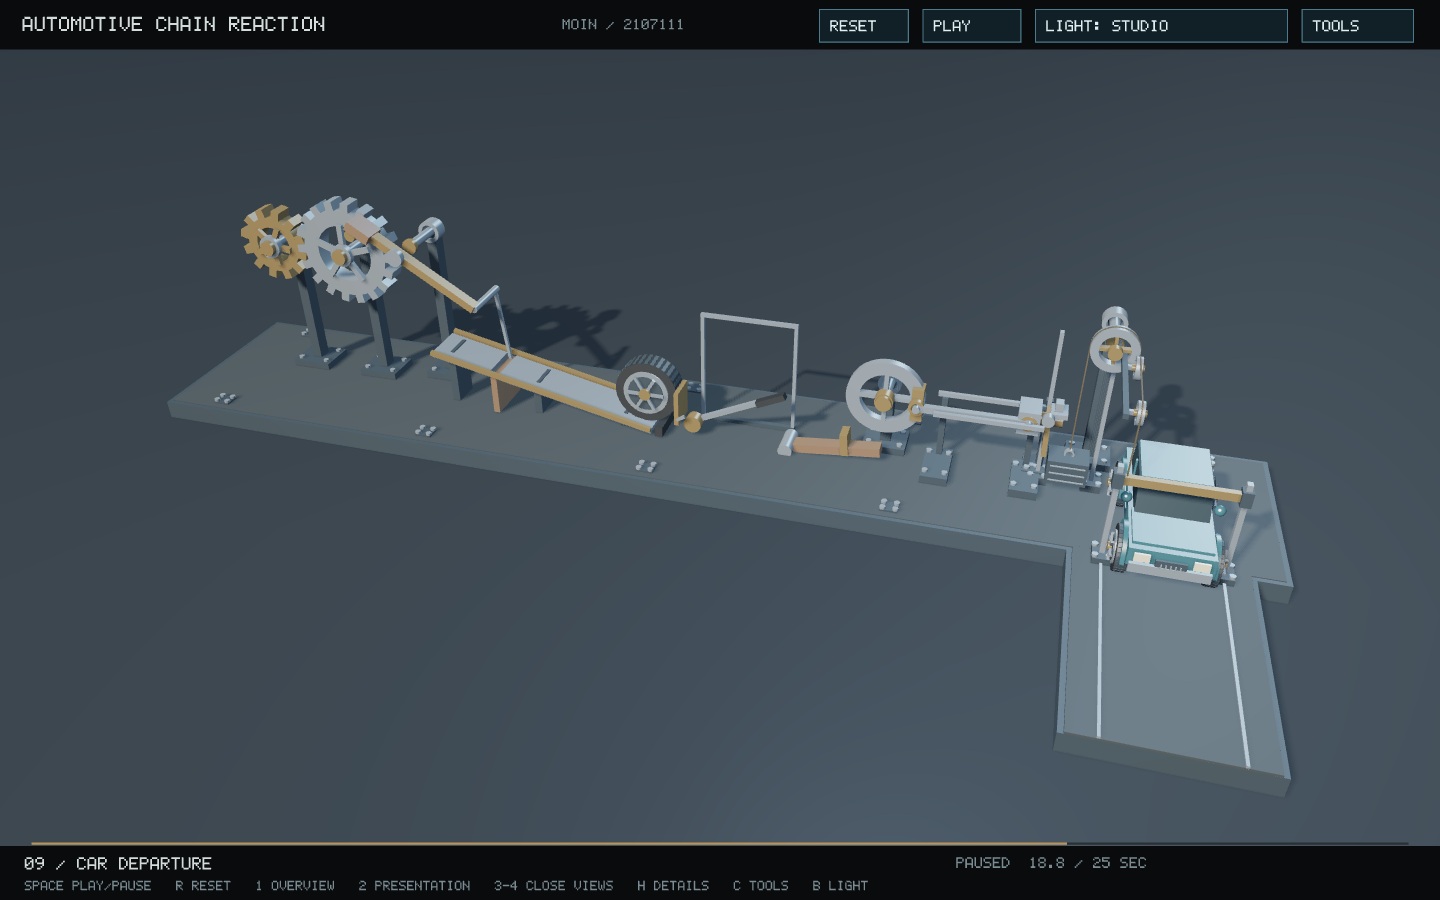 AUTOMOTIVE CHAIN REACTION
MOIN / 2107111
RESET
PLAY
LIGHT: STUDIO
TOOLS
09 / CAR DEPARTURE
PAUSED 18.8 / 25 SEC
SPACE PLAY/PAUSE R RESET 1 OVERVIEW 2 PRESENTATION 3-4 CLOSE VIEWS H DETAILS C TOOLS B LIGHT